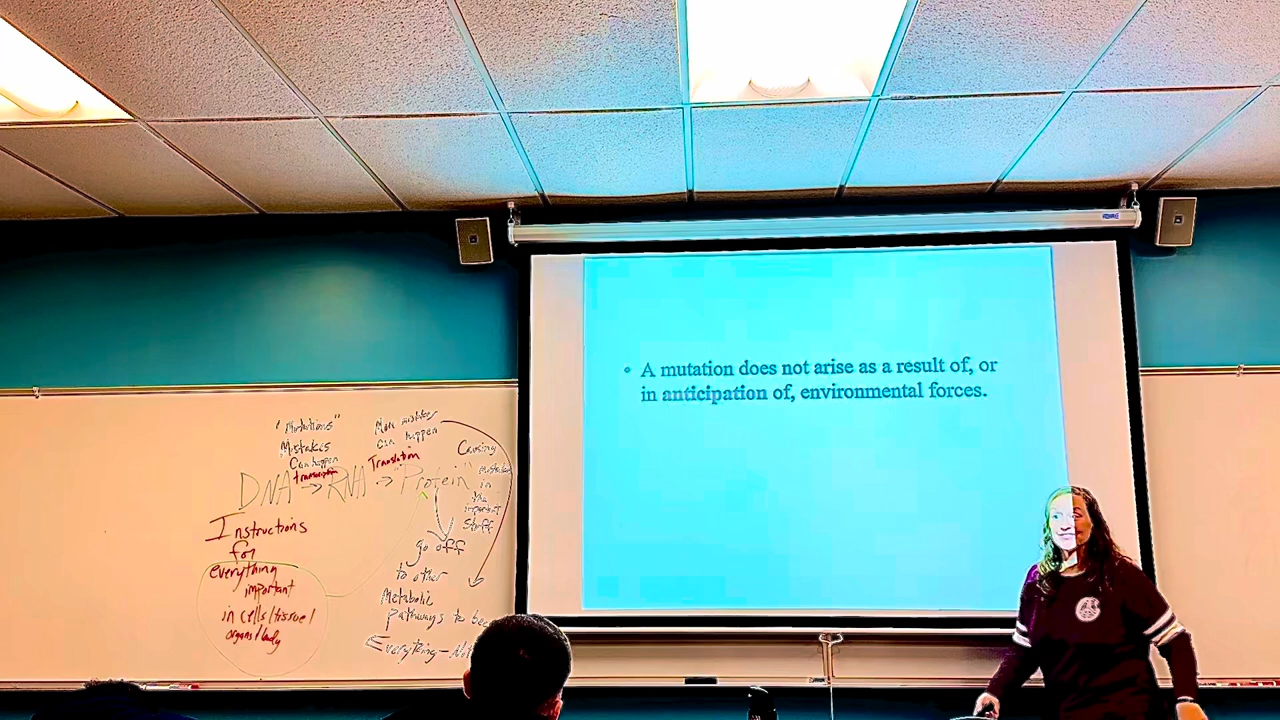 "Mutations"
Mistakes
Can happen
transcription
More mistakes
Can happen
Translation
DNA → RNA → "Protein"
Causing
mistakes
in
the
important
stuff
Instructions
for
everything
important
in cells/tissue/
organs/body
go off
to other
Metabolic
pathways to
Everything-
• A mutation does not arise as a result of, or
in anticipation of, environmental forces.